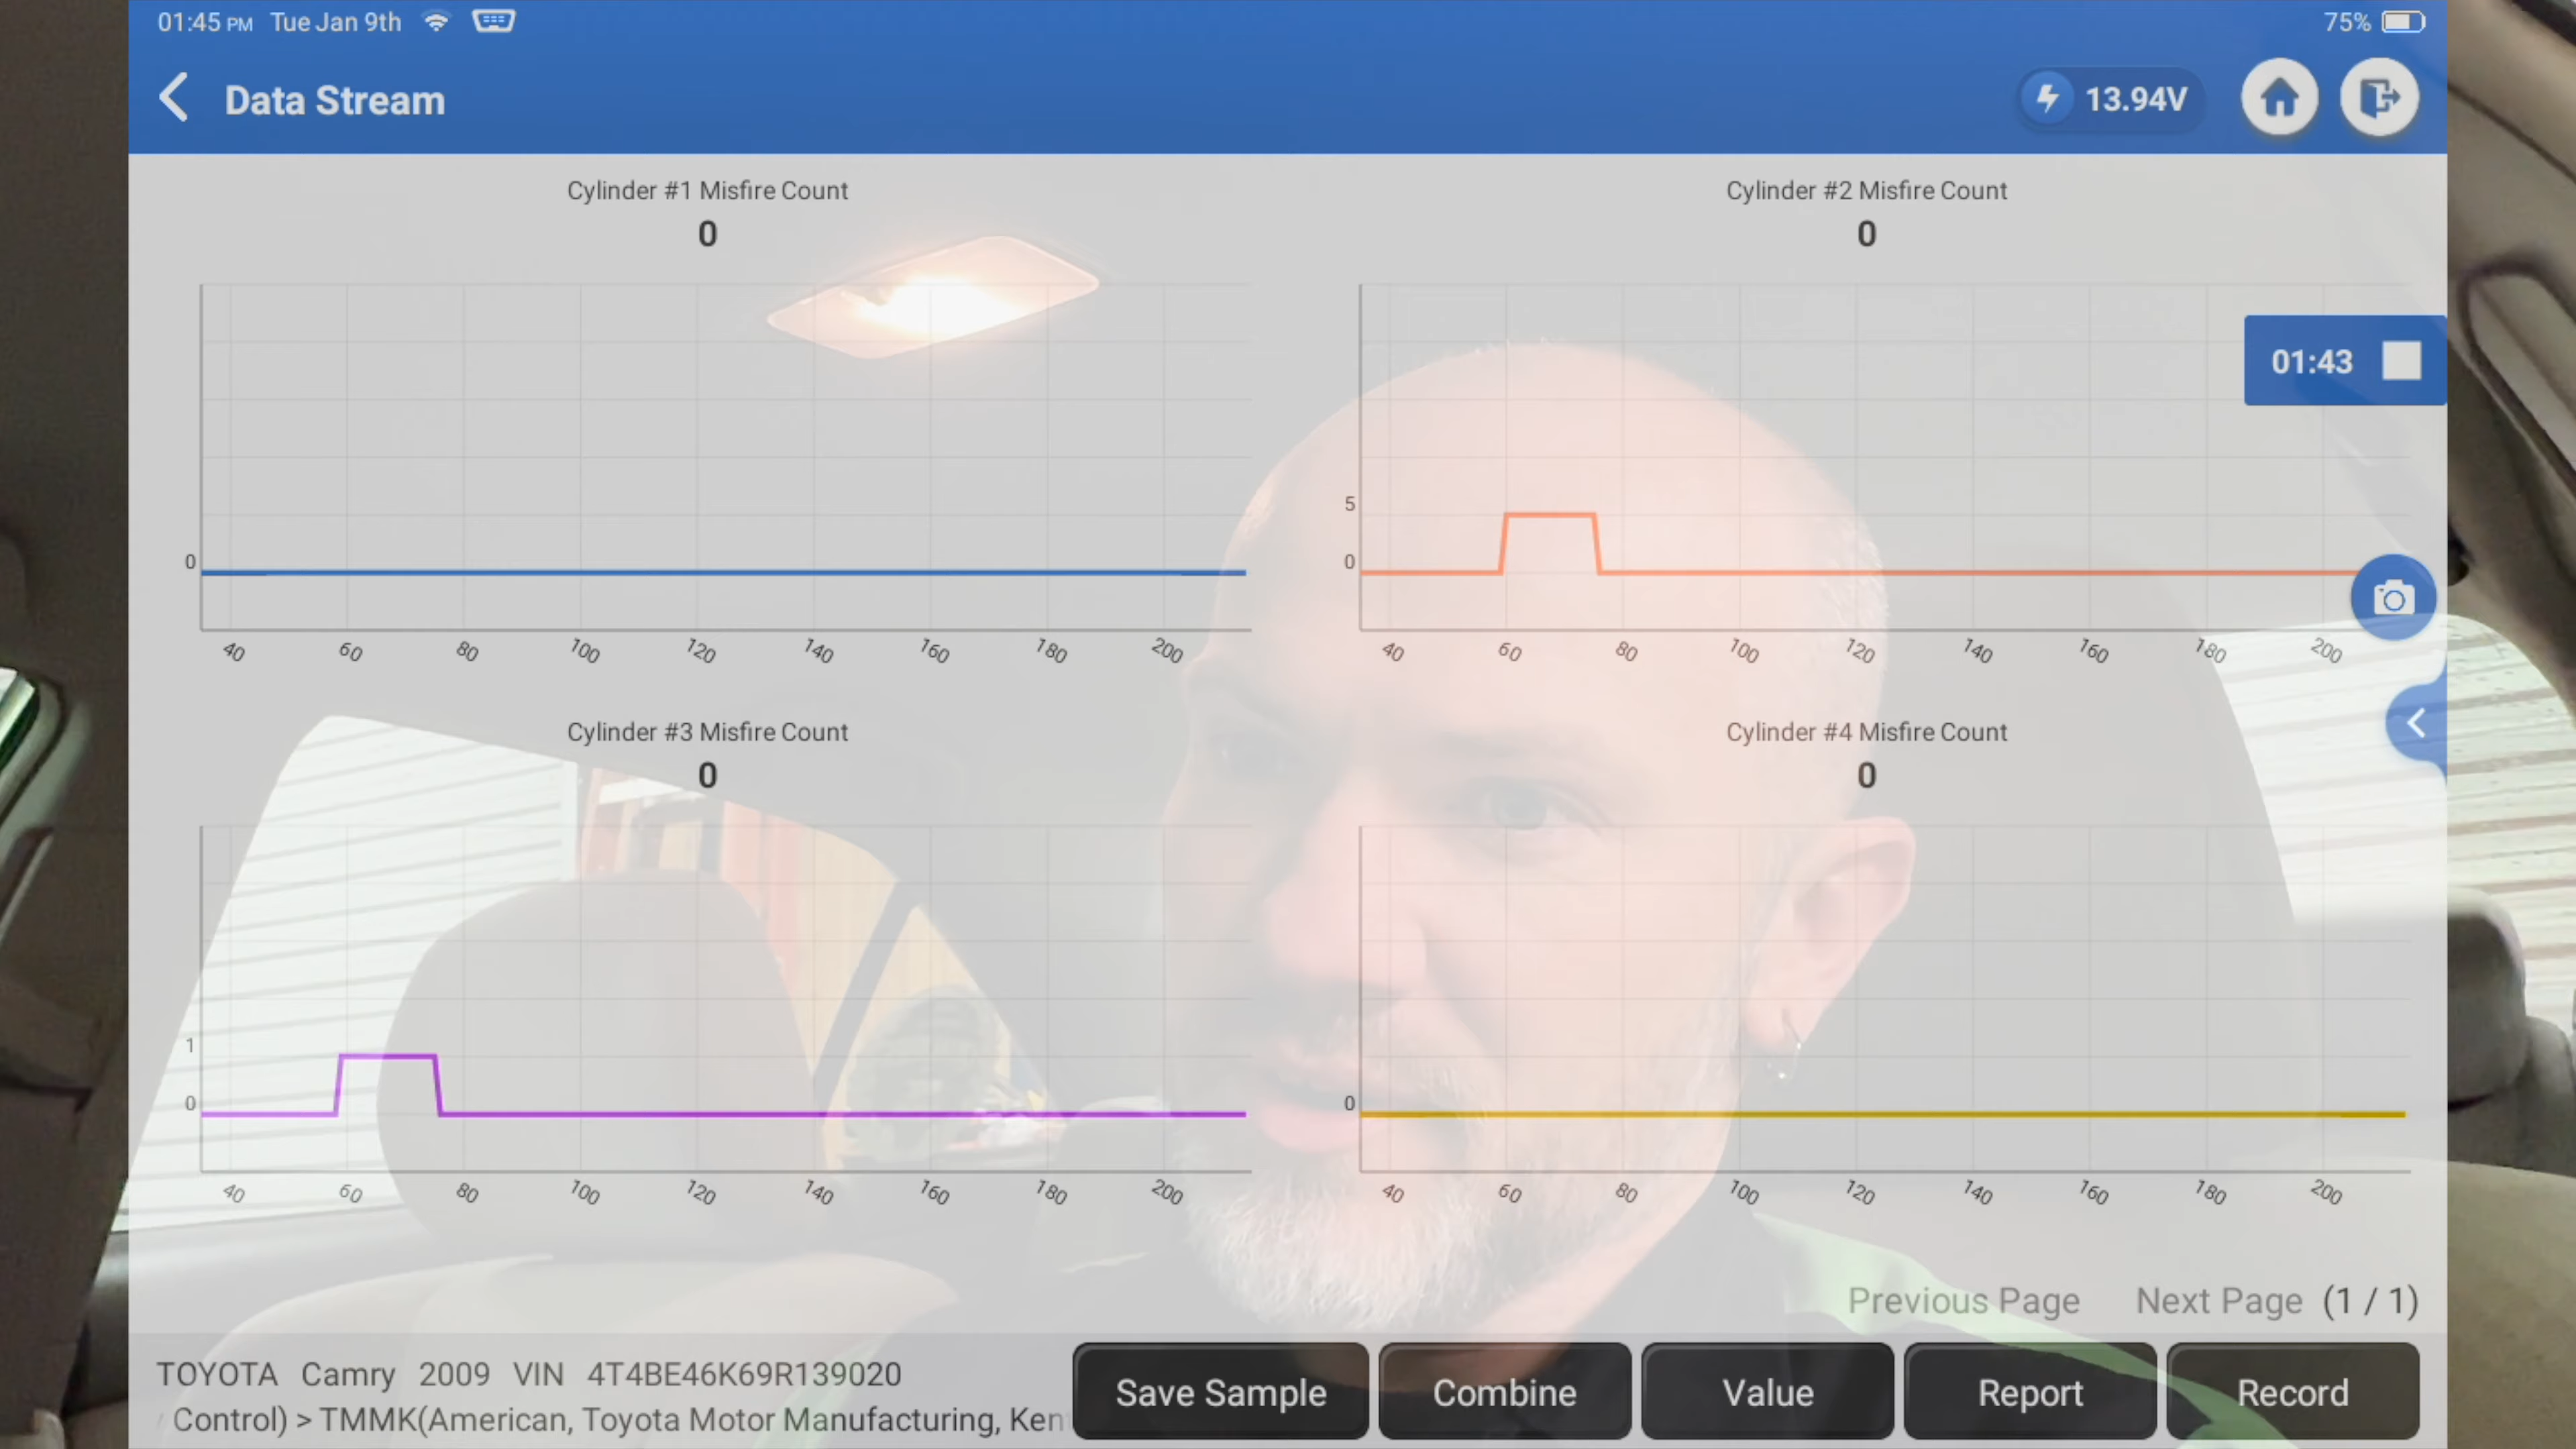 01:45 PM Tue Jan 9th
75%
Data Stream
13.94V
Cylinder #1 Misfire Count
0
Cylinder #2 Misfire Count
0
01:43
0
40 60 80 100 120 140 160 180 200
5
0
40 60 80 100 120 140 160 180 200
Cylinder #3 Misfire Count
0
Cylinder #4 Misfire Count
0
1
0
40 60 80 100 120 140 160 180 200
0
40 60 80 100 120 140 160 180 200
Previous Page Next Page (1 / 1)
TOYOTA Camry 2009 VIN 4T4BE46K69R139020
Control) > TMMK(American, Toyota Motor Manufacturing, Ken
Save Sample
Combine
Value
Report
Record